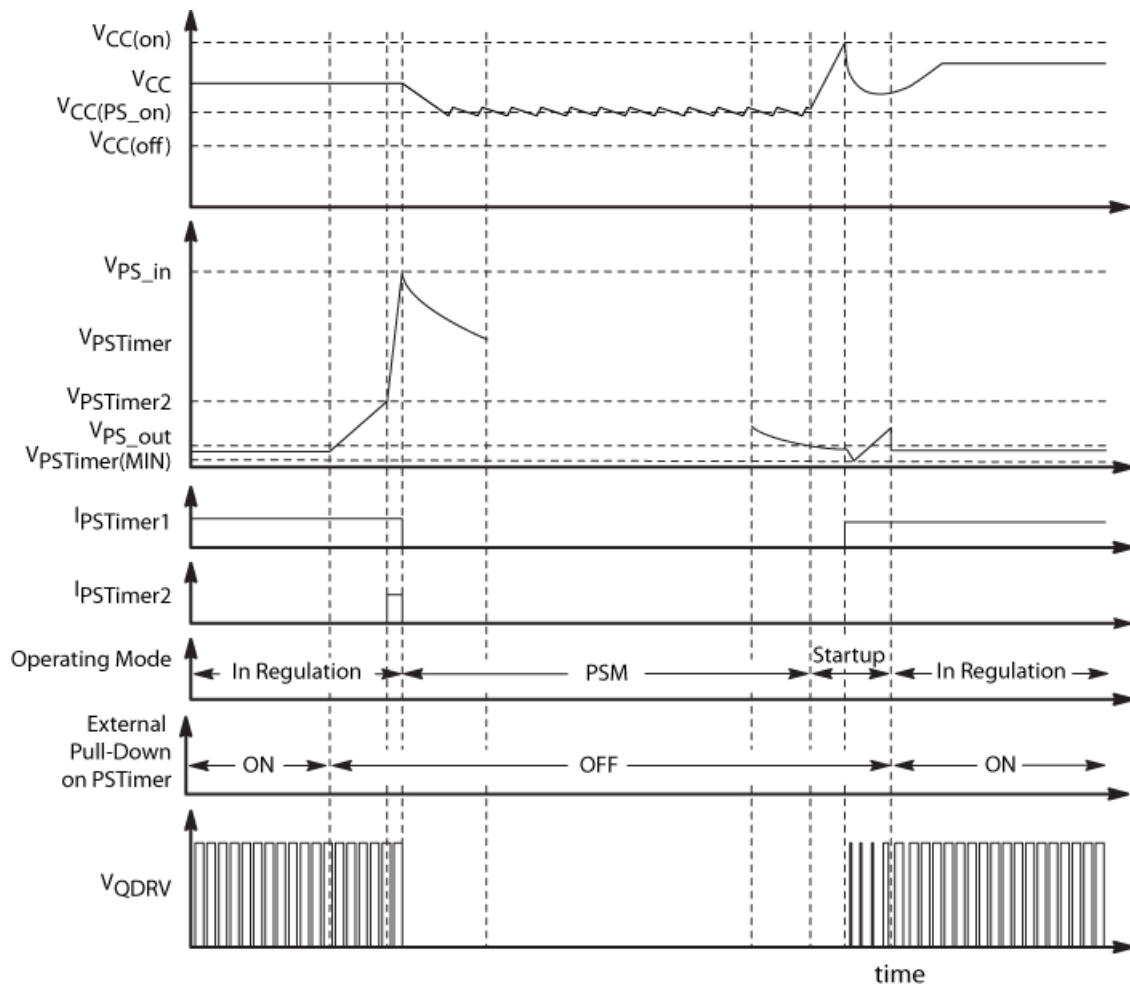 VCC(on)
VCC
VCC(PS_on)
VCC(off)
VPS_in
VPSTimer
VPSTimer2
VPS_out
VPSTimer(MIN)
IPSTimer1
IPSTimer2
Operating Mode
In Regulation
PSM
Startup
In Regulation
External
Pull-Down
on PSTimer
ON
OFF
ON
VQDRV
time